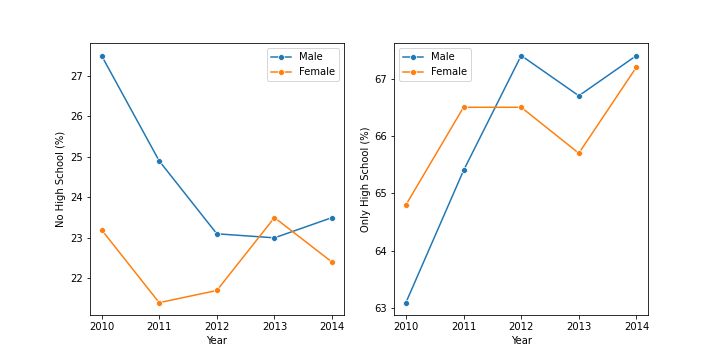 No High School (%)
27
26
25
24
23
22
Male
Female
2010 2011 2012 2013 2014
Year
Only High School (%)
67
66
65
64
63
Male
Female
2010 2011 2012 2013 2014
Year